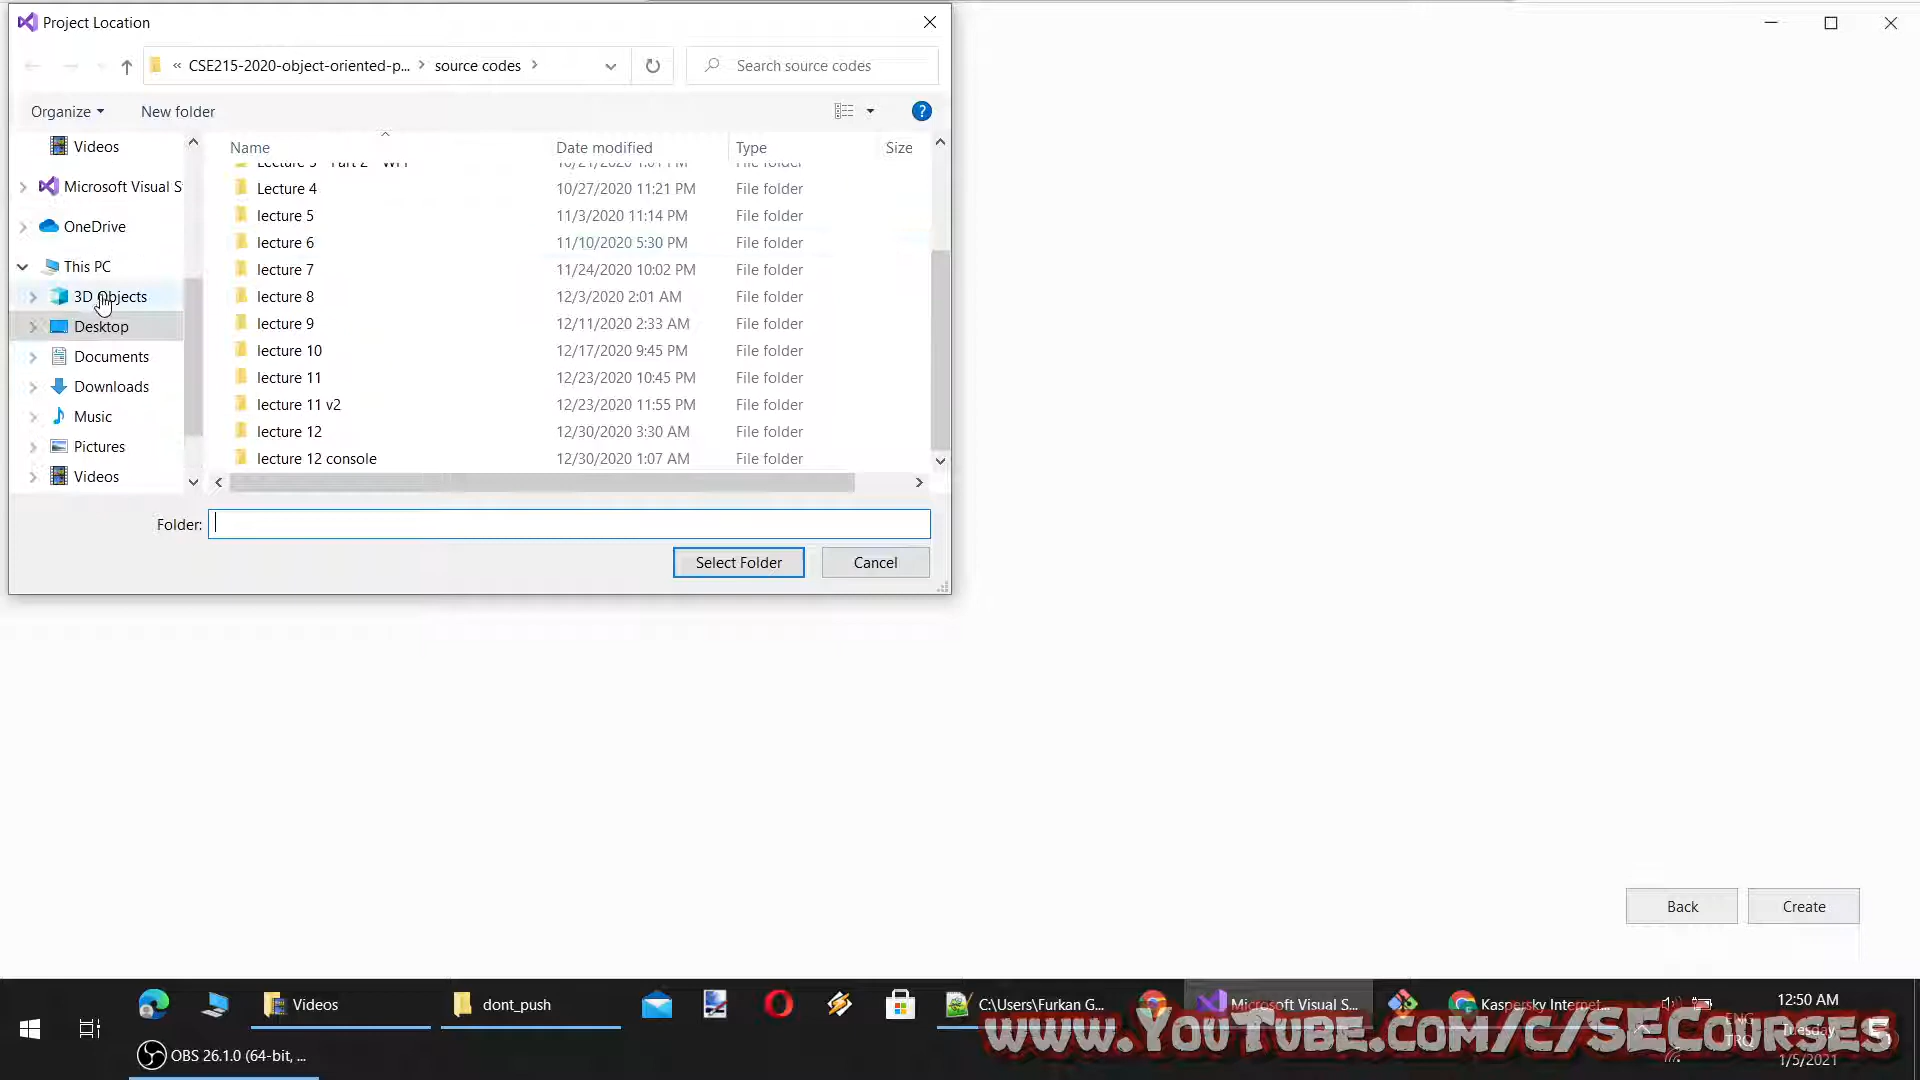 Project Location
« CSE215-2020-object-oriented-p... > source codes >
Search source codes
Organize
New folder
Name
Date modified
Type
Size
Videos
Microsoft Visual S
OneDrive
This PC
3D Objects
Desktop
Documents
Downloads
Music
Pictures
Videos
Lecture 4 10/27/2020 11:21 PM File folder
lecture 5 11/3/2020 11:14 PM File folder
lecture 6 11/10/2020 5:30 PM File folder
lecture 7 11/24/2020 10:02 PM File folder
lecture 8 12/3/2020 2:01 AM File folder
lecture 9 12/11/2020 2:33 AM File folder
lecture 10 12/17/2020 9:45 PM File folder
lecture 11 12/23/2020 10:45 PM File folder
lecture 11 v2 12/23/2020 11:55 PM File folder
lecture 12 12/30/2020 3:30 AM File folder
lecture 12 console 12/30/2020 1:07 AM File folder
Folder:
Select Folder
Cancel
Back
Create
Videos
dont_push
C:\Users\Furkan G...
Microsoft Visual S...
Kaspersky Internet...
12:50 AM
ENG
Tuesday
TRQ
1/5/2021
OBS 26.1.0 (64-bit, ...
www.YouTube.com/c/SECourses